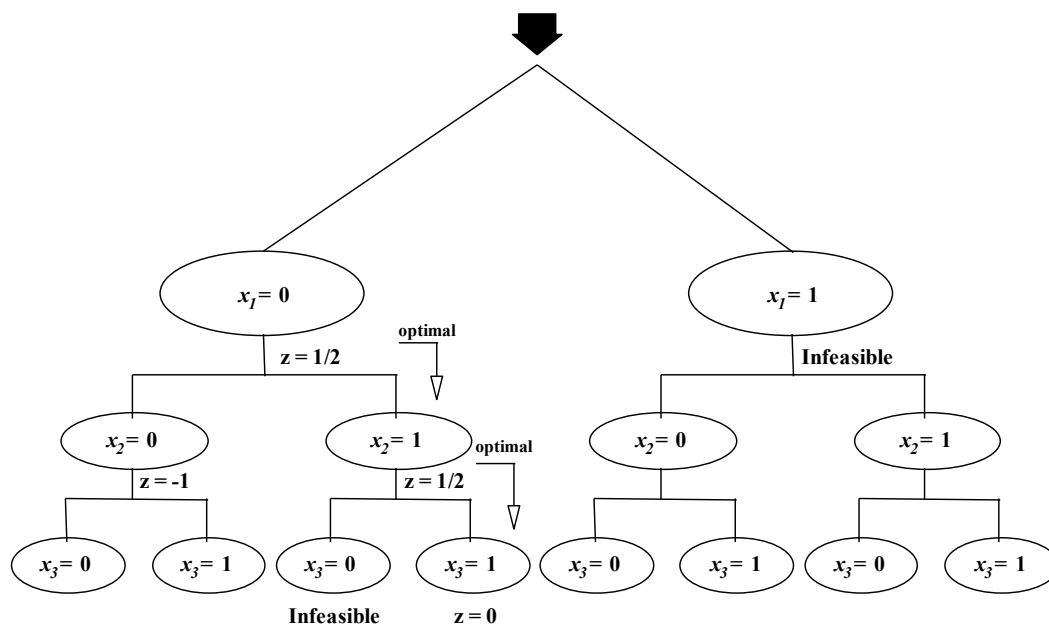 x₁= 0
x₁= 1
optimal
z = 1/2
Infeasible
x₂= 0
x₂= 1
x₂= 0
x₂= 1
optimal
z = -1
z = 1/2
x₃= 0
x₃= 1
x₃= 0
x₃= 1
x₃= 0
x₃= 1
x₃= 0
x₃= 1
Infeasible
z = 0